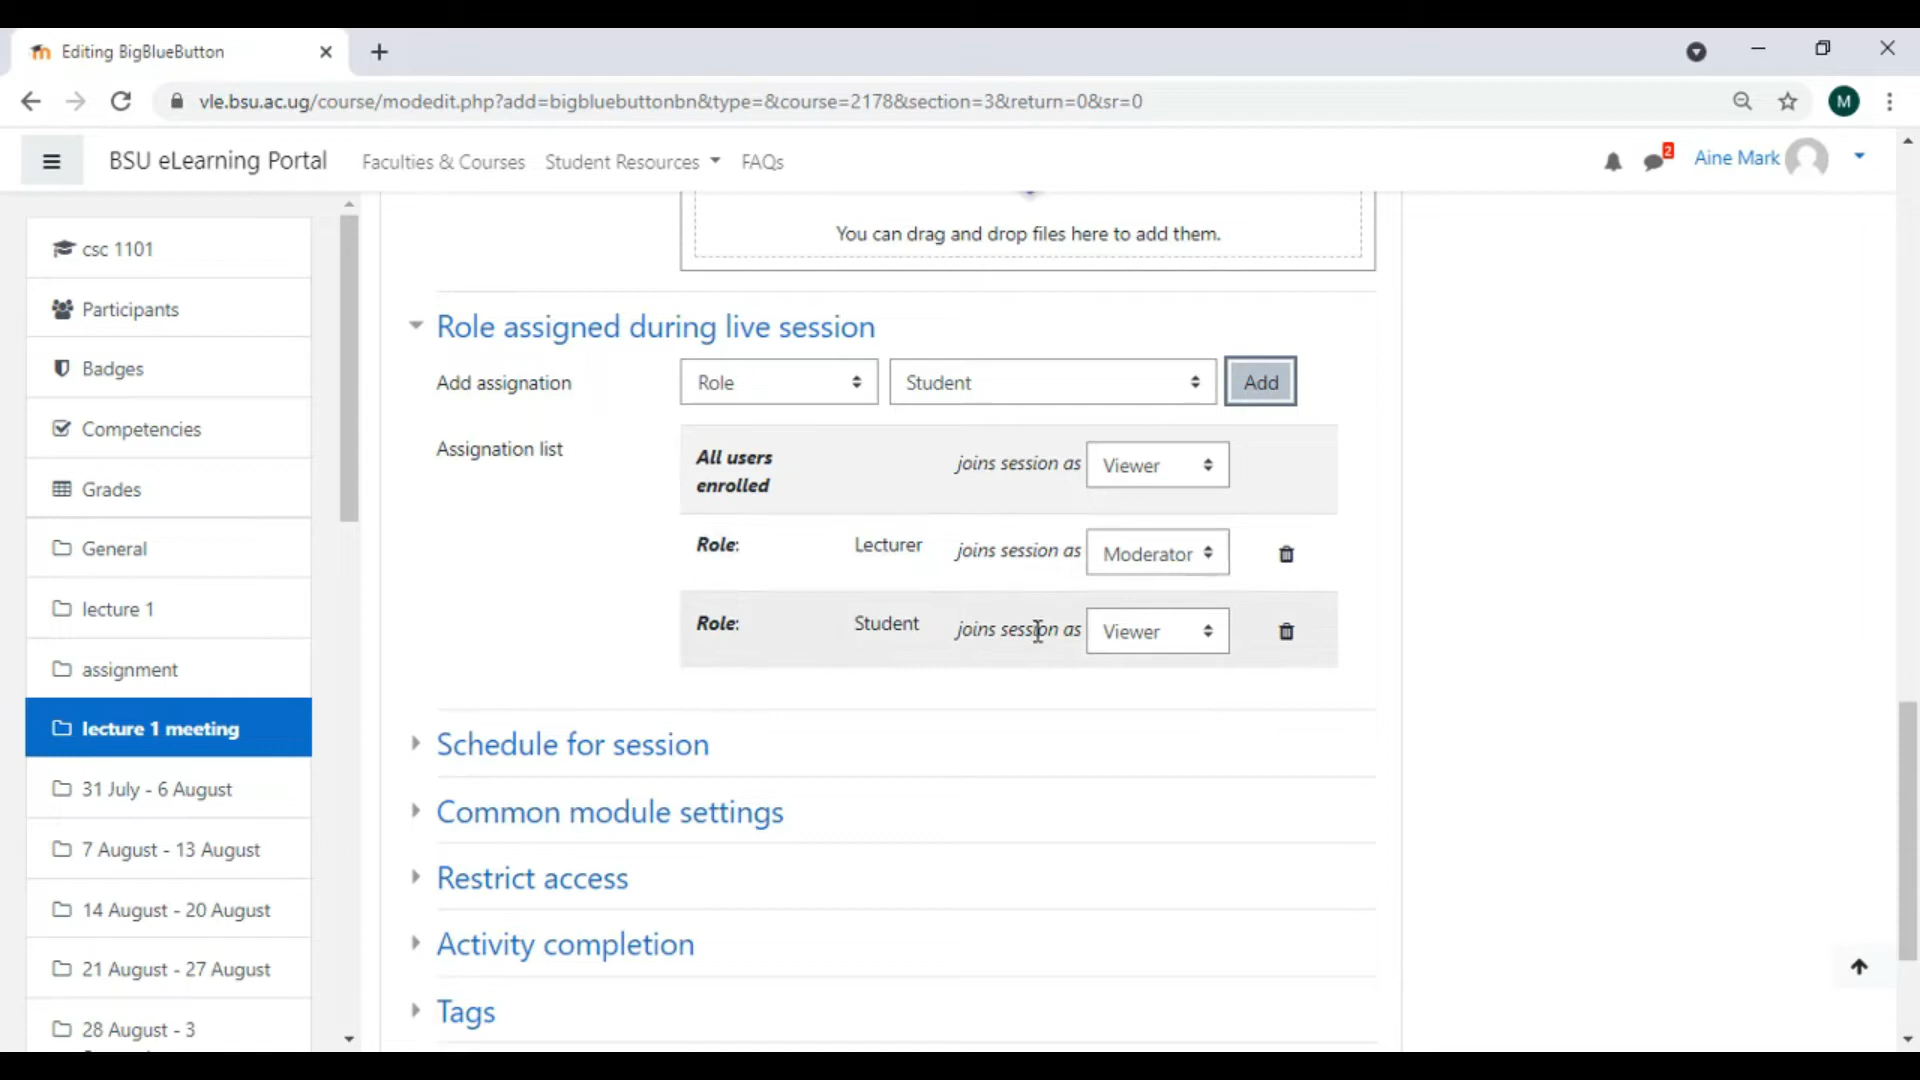 Editing BigBlueButton
vle.bsu.ac.ug/course/modedit.php?add=bigbluebuttonbn&type=&course=2178&section=3&return=0&sr=0
M
BSU eLearning Portal
Faculties & Courses
Student Resources
FAQs
2
Aine Mark
csc 1101
Participants
Badges
Competencies
Grades
General
lecture 1
assignment
lecture 1 meeting
31 July - 6 August
7 August - 13 August
14 August - 20 August
21 August - 27 August
28 August - 3
You can drag and drop files here to add them.
Role assigned during live session
Add assignation
Role
Student
Add
Assignation list
All users
enrolled
joins session as
Viewer
Role:
Lecturer
joins session as
Moderator
Role:
Student
joins session as
Viewer
Schedule for session
Common module settings
Restrict access
Activity completion
Tags